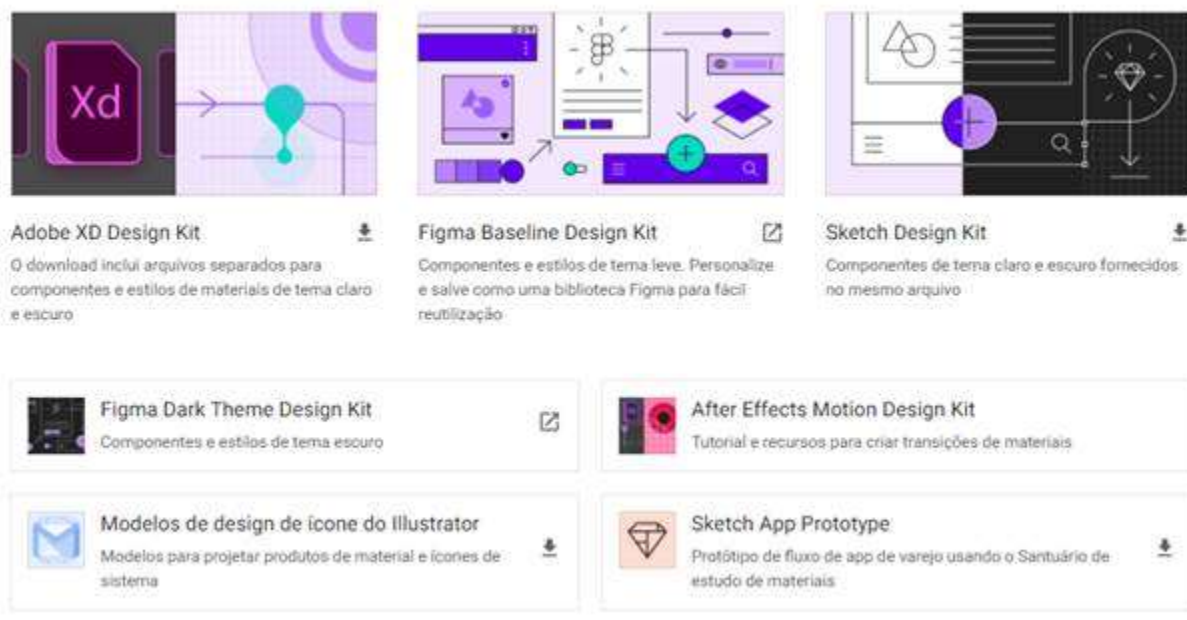 Xd
Adobe XD Design Kit
O download inclui arquivos separados para
componentes e estilos de materiais de tema claro
e escuro
Figma Baseline Design Kit
Componentes e estilos de tema leve. Personalize
e salve como uma biblioteca Figma para fácil
reutilização
Sketch Design Kit
Componentes de tema claro e escuro fornecidos
no mesmo arquivo
Figma Dark Theme Design Kit
Componentes e estilos de tema escuro
After Effects Motion Design Kit
Tutorial e recursos para criar transições de materiais
Modelos de design de ícone do Illustrator
Modelos para projetar produtos de material e ícones de
sistema
Sketch App Prototype
Protótipo de fluxo de app de varejo usando o Santuário de
estudo de materiais